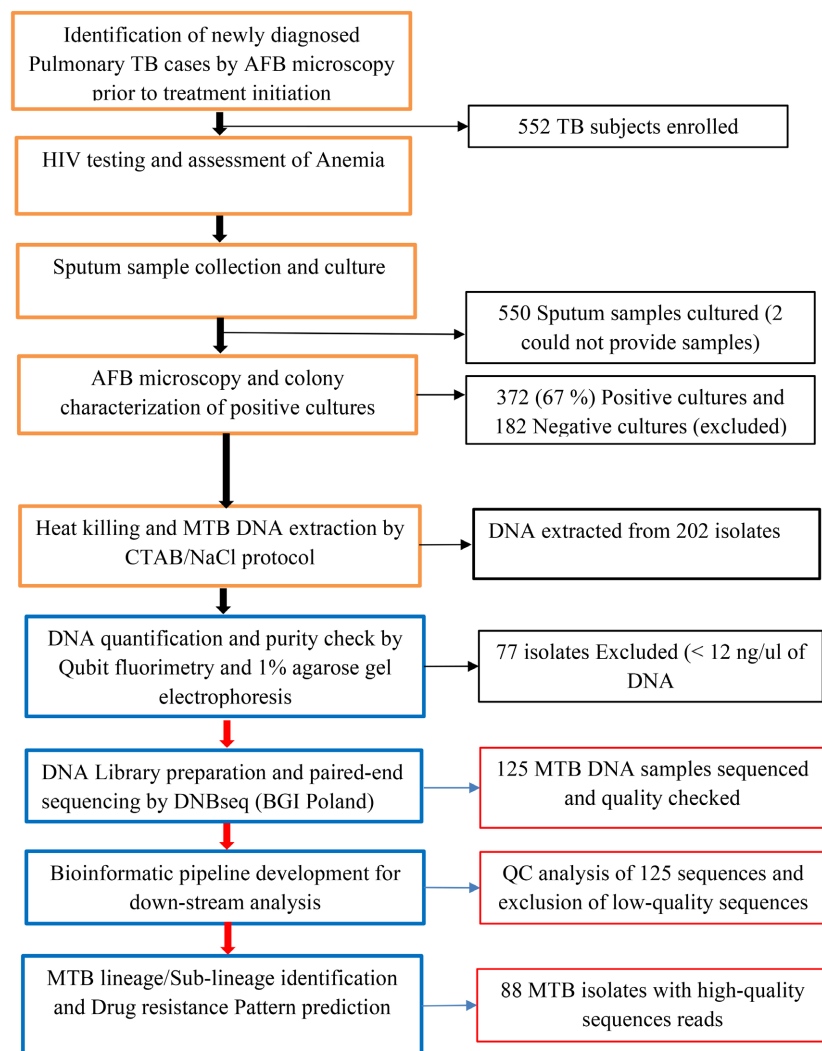 Identification of newly diagnosed
Pulmonary TB cases by AFB microscopy
prior to treatment initiation
552 TB subjects enrolled
HIV testing and assessment of Anemia
Sputum sample collection and culture
550 Sputum samples cultured (2
could not provide samples)
AFB microscopy and colony
characterization of positive cultures
372 (67 %) Positive cultures and
182 Negative cultures (excluded)
Heat killing and MTB DNA extraction by
CTAB/NaCl protocol
DNA extracted from 202 isolates
DNA quantification and purity check by
Qubit fluorimetry and 1% agarose gel
electrophoresis
77 isolates Excluded (< 12 ng/ul of
DNA
DNA Library preparation and paired-end
sequencing by DNBseq (BGI Poland)
125 MTB DNA samples sequenced
and quality checked
Bioinformatic pipeline development for
down-stream analysis
QC analysis of 125 sequences and
exclusion of low-quality sequences
MTB lineage/Sub-lineage identification
and Drug resistance Pattern prediction
88 MTB isolates with high-quality
sequences reads